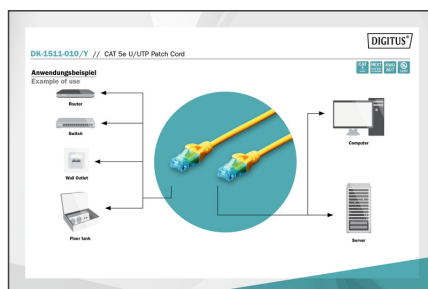 DIGITUS®
DK-1511-010/Y // CAT 5e U/UTP Patch Cord
Anwendungsbeispiel
Example of use
Router
Switch
Wall Outlet
Floor tank
Computer
Server